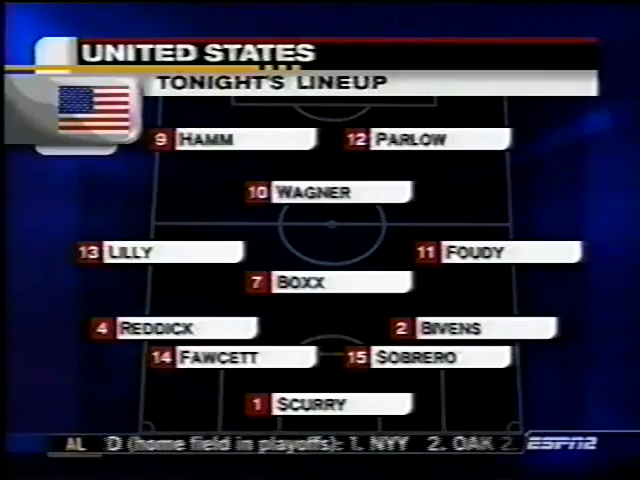 UNITED STATES
TONIGHT'S LINEUP
9 HAMM 12 PARLOW
10 WAGNER
13 LILLY 11 FOUDY
7 BOXX
4 REDDICK 2 BIVENS
14 FAWCETT 15 SOBRERO
1 SCURRY
AL D (home field in playoffs): 1. NYY 2. OAK 2. ESPN2